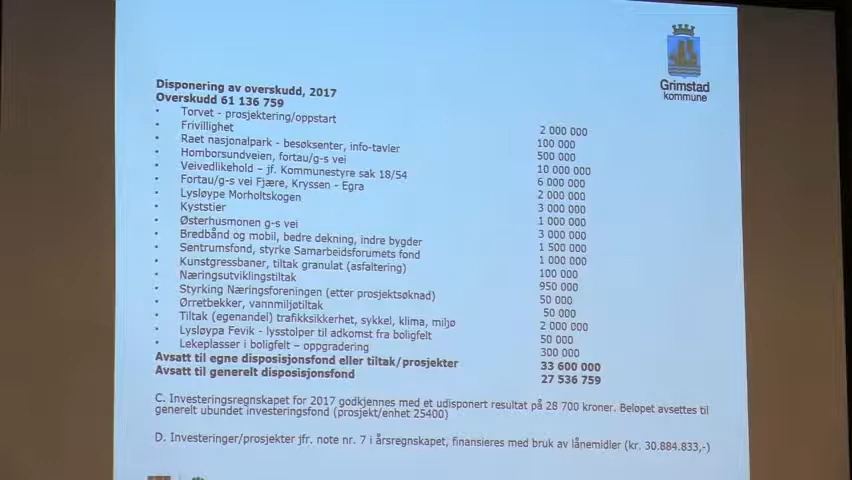 Grimstad
kommune
Disponering av overskudd, 2017
Overskudd 61 136 759
• Torvet - prosjektering/oppstart 2 000 000
• Frivillighet 100 000
• Raet nasjonalpark - besøksenter, info-tavler 500 000
• Homborsundveien, fortau/g-s vei 10 000 000
• Veivedlikehold – jf. Kommunestyre sak 18/54 6 000 000
• Fortau/g-s vei Fjære, Kryssen - Egra 2 000 000
• Lysløype Morholtskogen 3 000 000
• Kyststier 1 000 000
• Østerhusmonen g-s vei 3 000 000
• Bredbånd og mobil, bedre dekning, indre bygder 1 500 000
• Sentrumsfond, styrke Samarbeidsforumets fond 1 000 000
• Kunstgressbaner, tiltak granulat (asfaltering) 100 000
• Næringsutviklingstiltak 950 000
• Styrking Næringsforeningen (etter prosjektsøknad) 50 000
• Ørretbekker, vannmiljøtiltak 50 000
• Tiltak (egenandel) trafikksikkerhet, sykkel, klima, miljø 2 000 000
• Lysløypa Fevik - lysstolper til adkomst fra boligfelt 50 000
• Lekeplasser i boligfelt – oppgradering 300 000
Avsatt til egne disposisjonsfond eller tiltak/prosjekter 33 600 000
Avsatt til generelt disposisjonsfond 27 536 759
C. Investeringsregnskapet for 2017 godkjennes med et udisponert resultat på 28 700 kroner. Beløpet avsettes til
generelt ubundet investeringsfond (prosjekt/enhet 25400)
D. Investeringer/prosjekter jfr. note nr. 7 i årsregnskapet, finansieres med bruk av lånemidler (kr. 30.884.833,-)